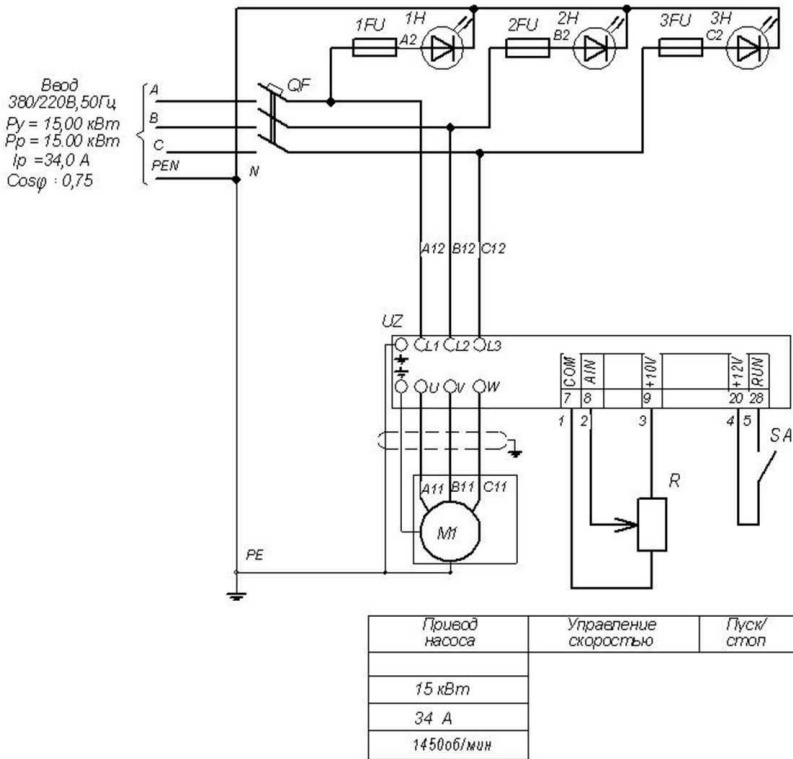 1FU 1H 2FU 2H 3FU 3H
A2 B2 C2
Ввод
380/220В,50Гц
Ру = 15,00 кВт
Рр = 15.00 кВт
Iр =34,0 А
Cosφ : 0,75
A
B
C
PEN
N
QF
A12 B12 C12
UZ
L1 L2 L3
U V W
COM AIN +10V +12V RUN
7 8 9 20 28
1 2 3 4 5
SA
R
A11 B11 C11
M1
PE
Привод насоса
Управление скоростью
Пуск/ стоп
15 кВт
34 А
1450об/мин